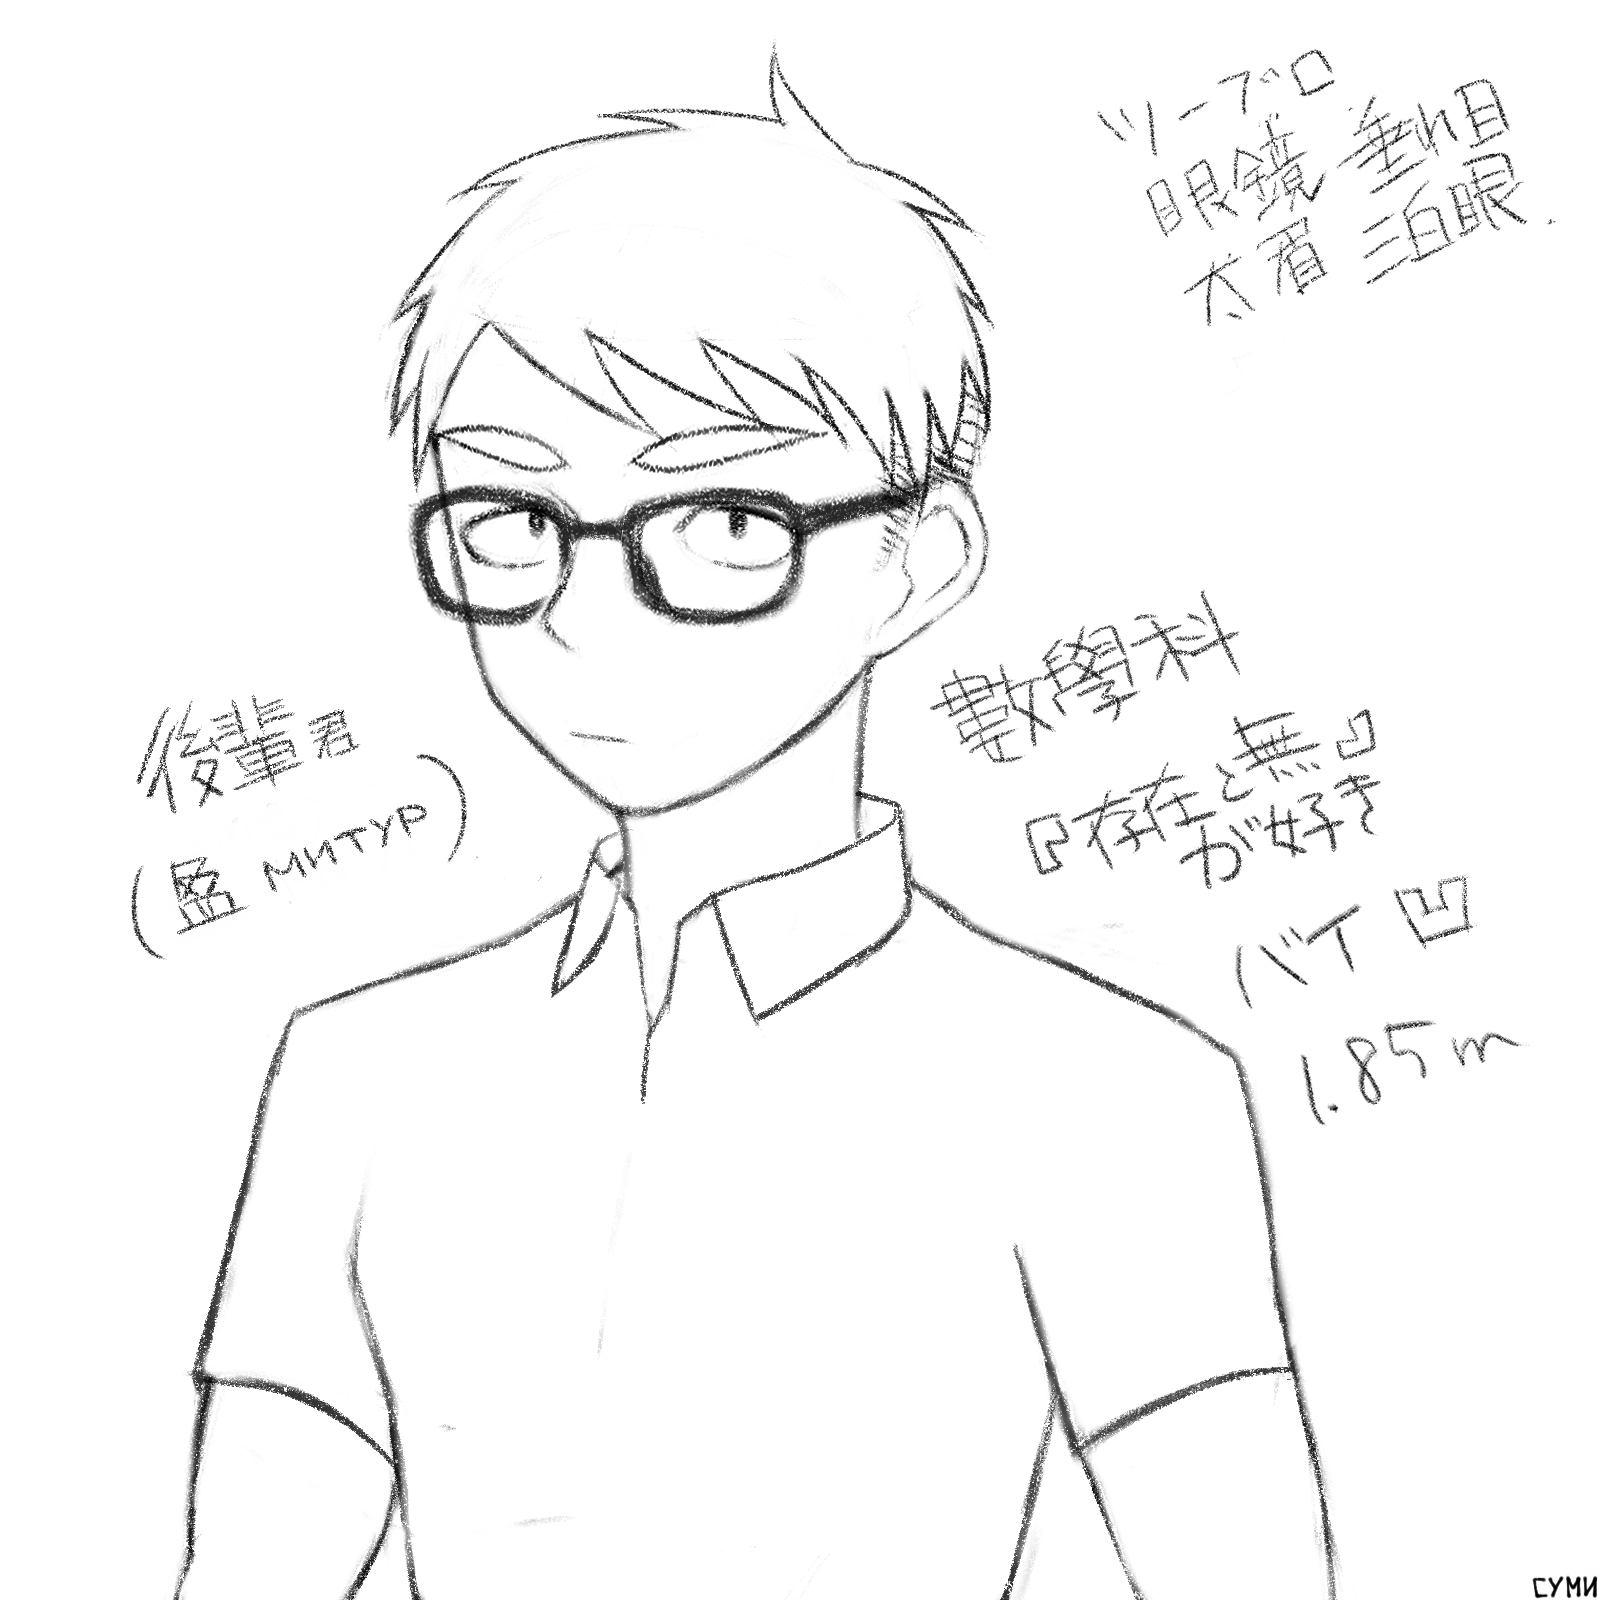 ツーブロ
眼鏡 垂れ目
太眉 三白眼.
後輩君
(盈 МИТУР)
數學科
『存在と無』
が好き
バイ 凹
1.85m
СУМИ